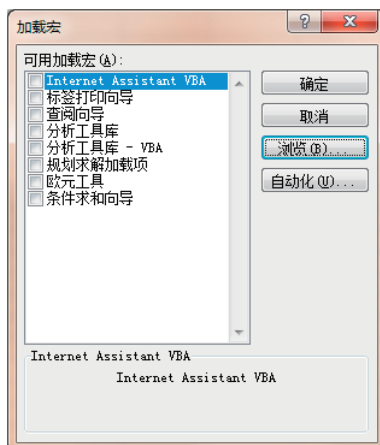 加载宏
可用加载宏(A):
Internet Assistant VBA
标签打印向导
查阅向导
分析工具库
分析工具库 - VBA
规划求解加载项
欧元工具
条件求和向导
确定
取消
浏览(B)...
自动化(U)...
Internet Assistant VBA
Internet Assistant VBA